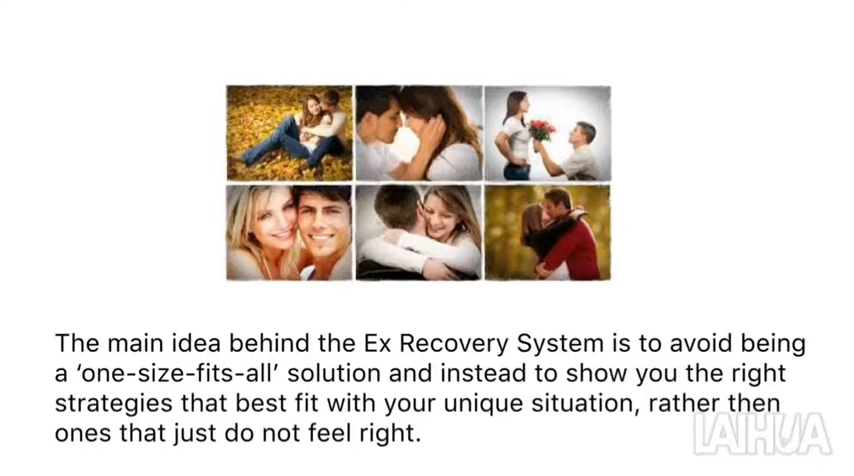 The main idea behind the Ex Recovery System is to avoid being
a ‘one-size-fits-all’ solution and instead to show you the right
strategies that best fit with your unique situation, rather then
ones that just do not feel right.
LAIHUA